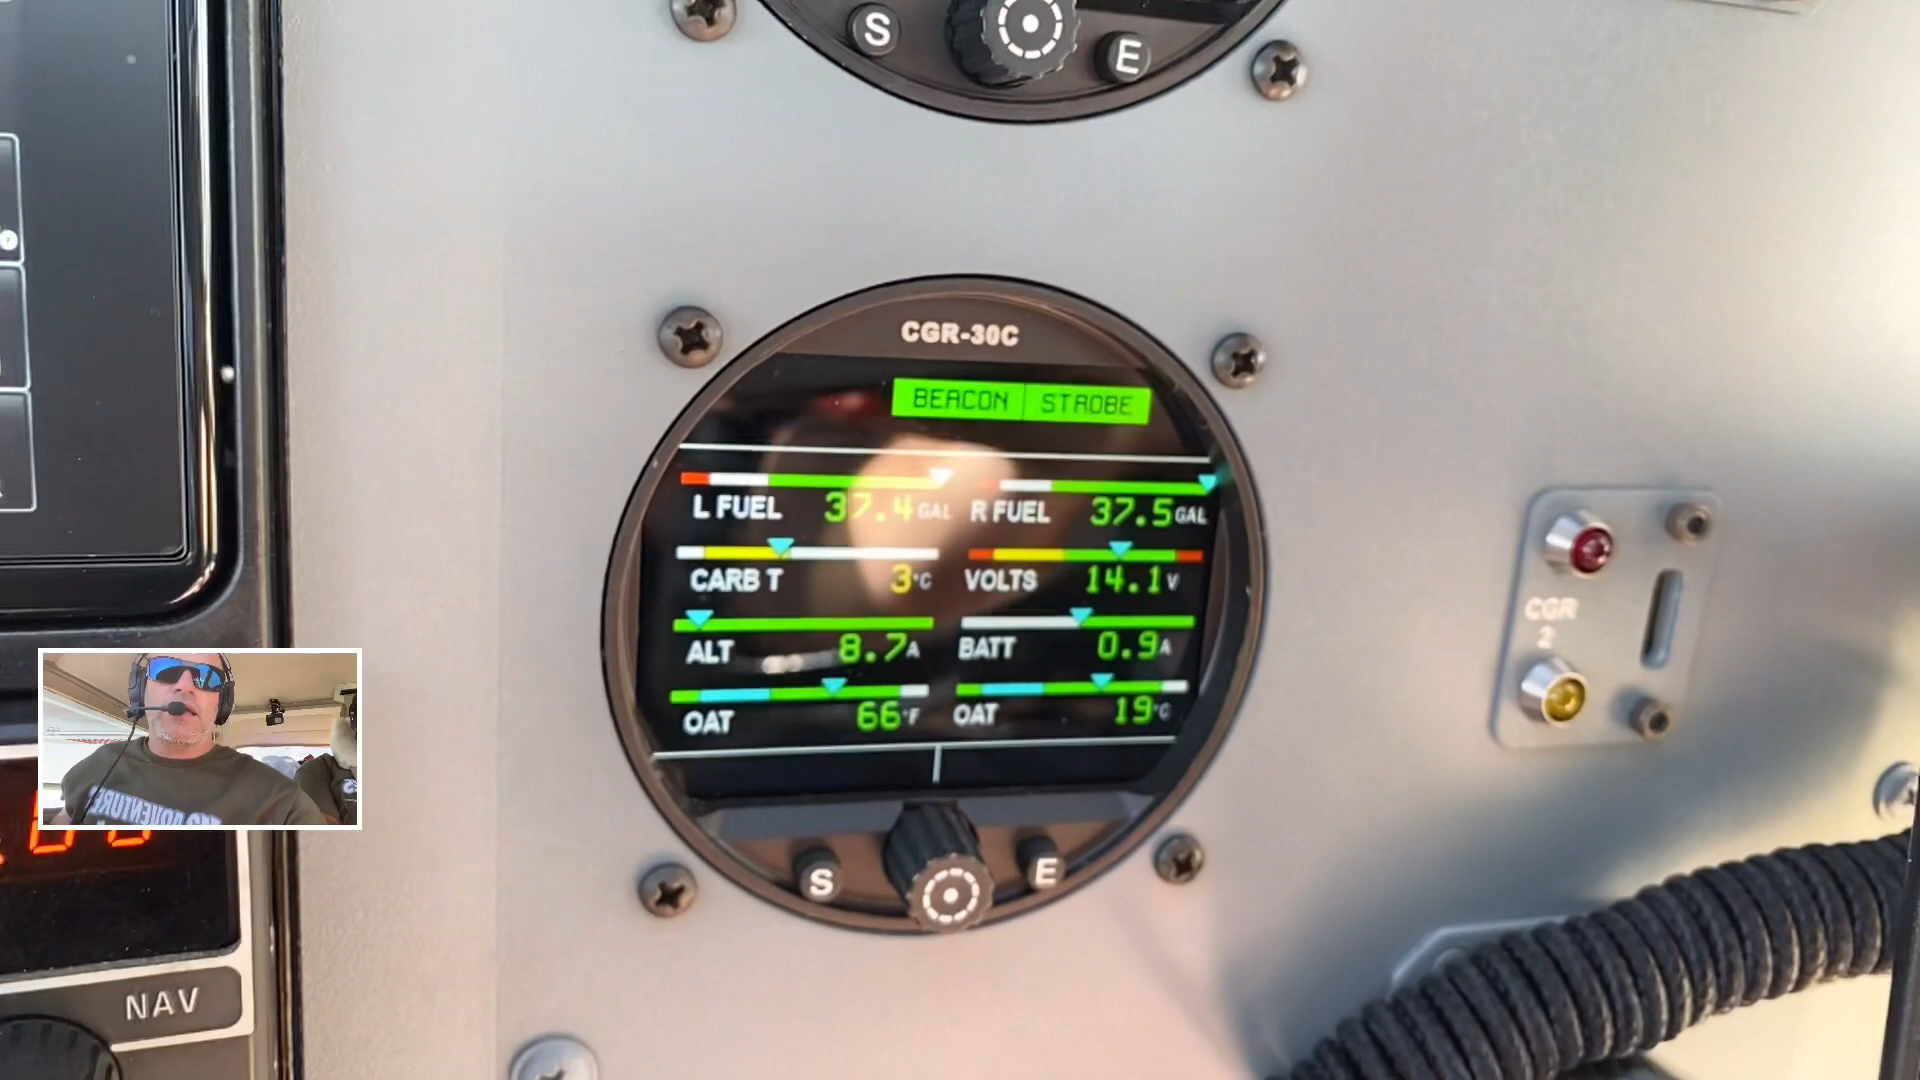 S E
CGR-30C
BEACON STROBE
L FUEL 37.4 GAL R FUEL 37.5 GAL
CARB T 3°C VOLTS 14.1 V
ALT 8.7 A BATT 0.9 A
OAT 66°F OAT 19°C
S E
CGR
2
NAV